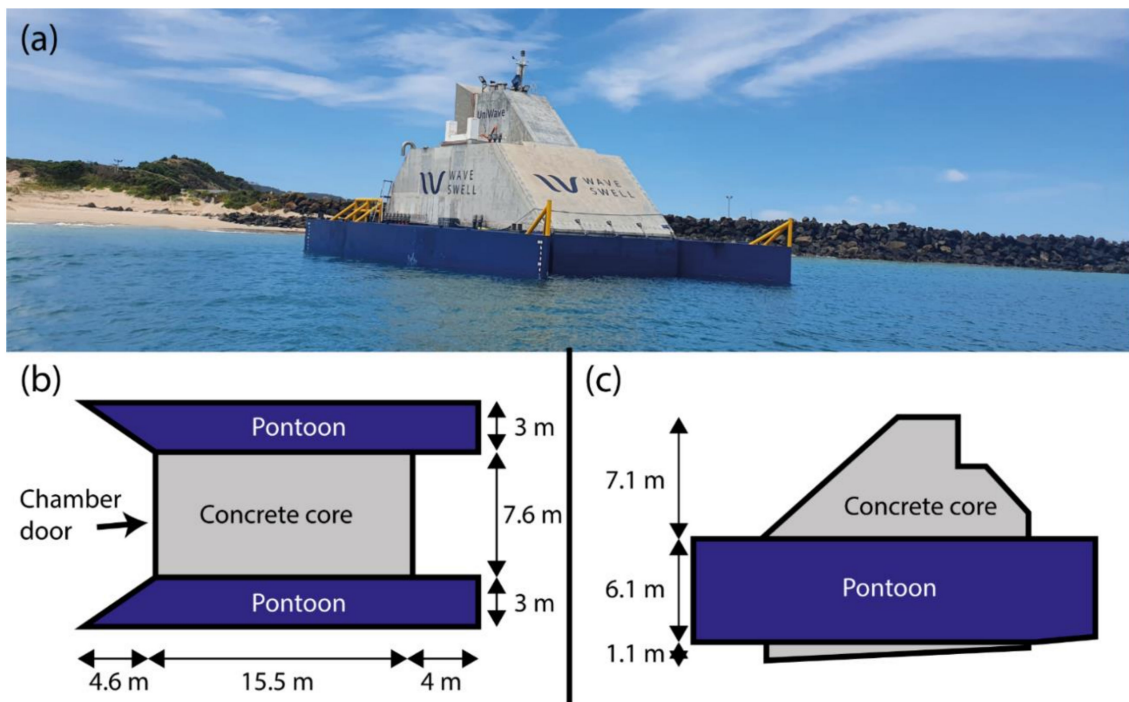 (a)
UniWave
WAVE
SWELL
WAVE
SWELL
(b)
Pontoon
3 m
Chamber
door
Concrete core
7.6 m
Pontoon
3 m
4.6 m
15.5 m
4 m
(c)
7.1 m
Concrete core
6.1 m
Pontoon
1.1 m